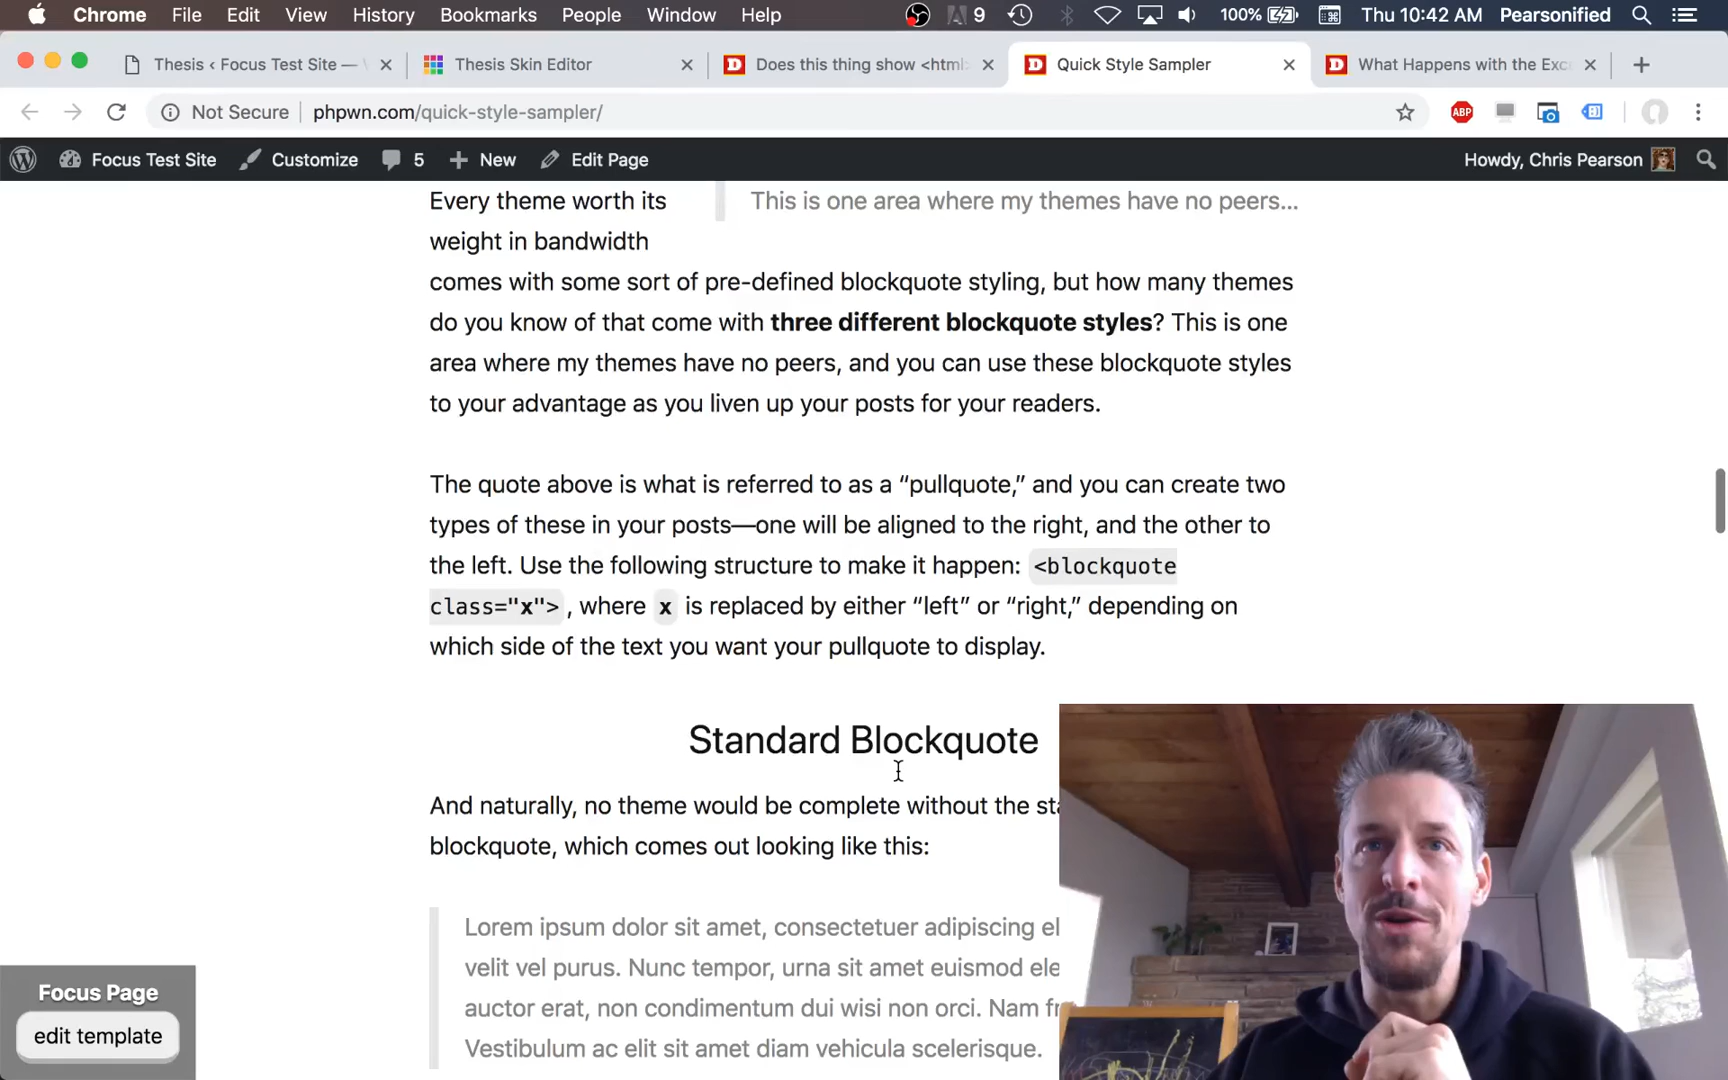 Chrome File Edit View History Bookmarks People Window Help 9 100% Thu 10:42 AM Pearsonified
Thesis ‹ Focus Test Site — Thesis Skin Editor Does this thing show <html Quick Style Sampler What Happens with the Exc
Not Secure phpwn.com/quick-style-sampler/ ABP
Focus Test Site Customize 5 New Edit Page Howdy, Chris Pearson
Every theme worth its
This is one area where my themes have no peers...
weight in bandwidth
comes with some sort of pre-defined blockquote styling, but how many themes
do you know of that come with three different blockquote styles? This is one
area where my themes have no peers, and you can use these blockquote styles
to your advantage as you liven up your posts for your readers.
The quote above is what is referred to as a “pullquote,” and you can create two
types of these in your posts—one will be aligned to the right, and the other to
the left. Use the following structure to make it happen: <blockquote
class="x">, where x is replaced by either “left” or “right,” depending on
which side of the text you want your pullquote to display.
Standard Blockquote
And naturally, no theme would be complete without the sta
blockquote, which comes out looking like this:
Lorem ipsum dolor sit amet, consectetuer adipiscing el
velit vel purus. Nunc tempor, urna sit amet euismod ele
auctor erat, non condimentum dui wisi non orci. Nam fr
Vestibulum ac elit sit amet diam vehicula scelerisque.
Focus Page
edit template